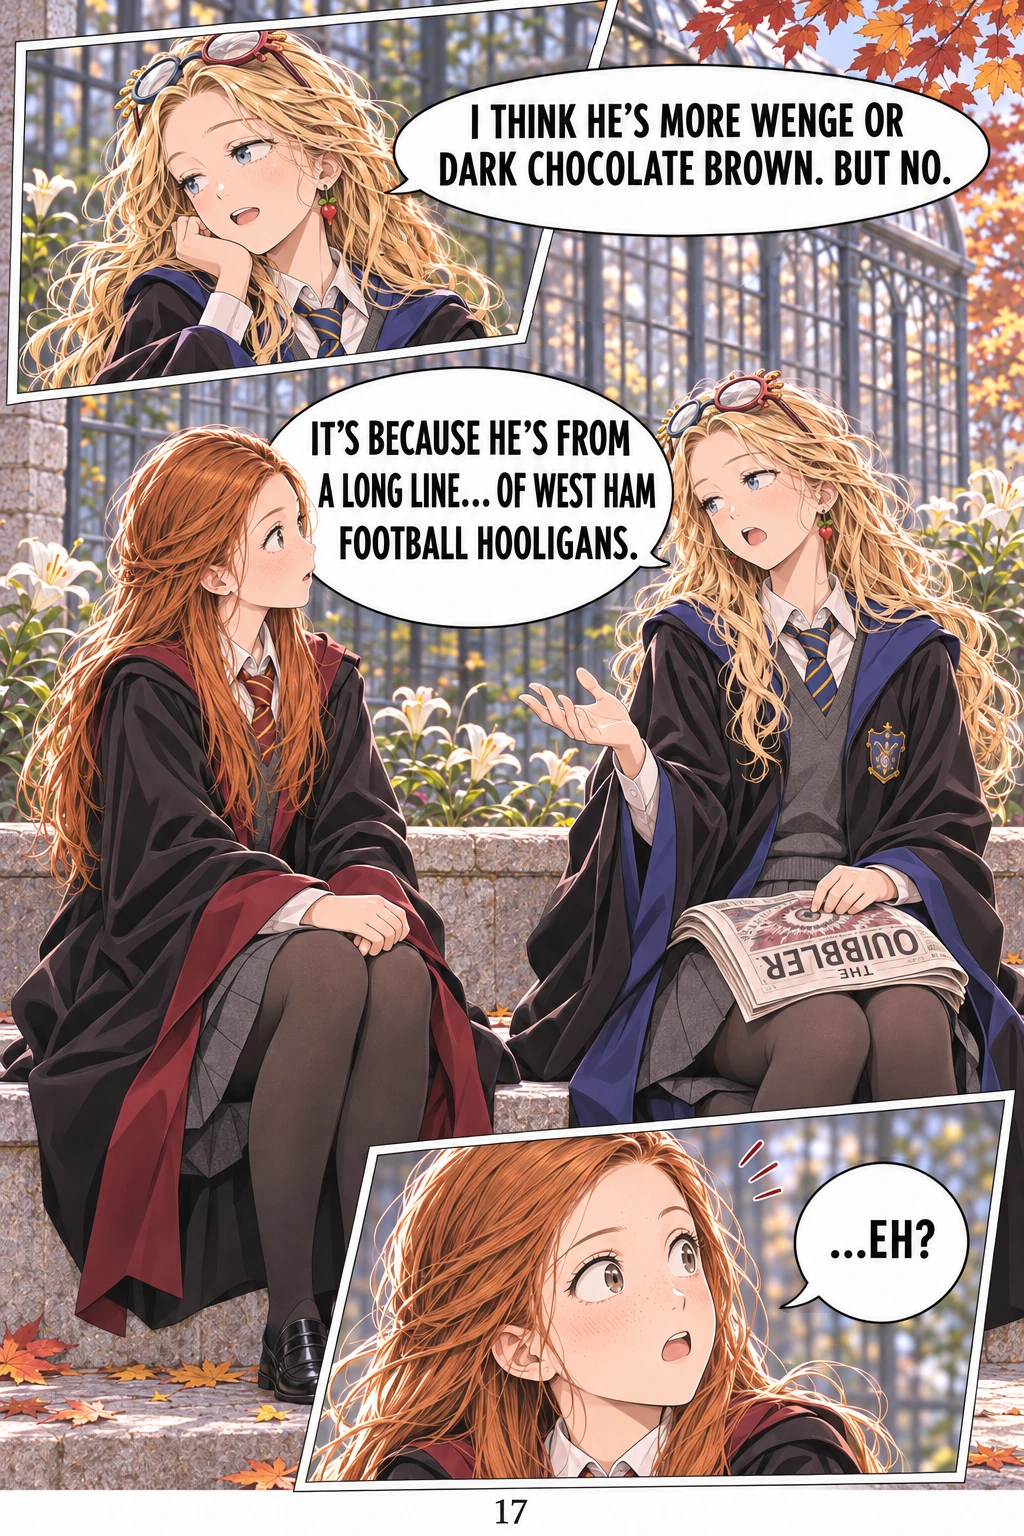 I THINK HE'S MORE WENGE OR
DARK CHOCOLATE BROWN. BUT NO.
IT'S BECAUSE HE'S FROM
A LONG LINE... OF WEST HAM
FOOTBALL HOOLIGANS.
THE
QUIBBLER
...EH?
17